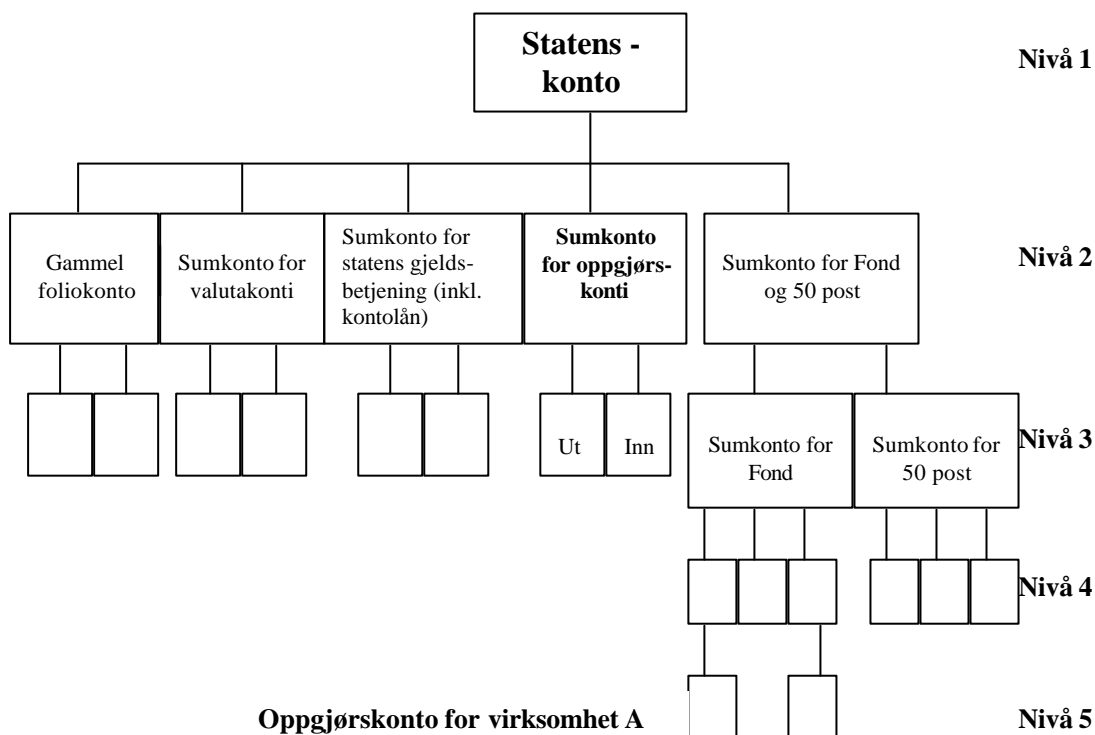 Statens -
konto
Nivå 1
Gammel
foliokonto
Sumkonto for
valutakonti
Sumkonto for
statens gjelds-
betjening (inkl.
kontolån)
Sumkonto
for oppgjørs-
konti
Sumkonto for Fond
og 50 post
Nivå 2
Ut
Inn
Sumkonto for
Fond
Sumkonto for
50 post
Nivå 3
Nivå 4
Oppgjørskonto for virksomhet A
Nivå 5